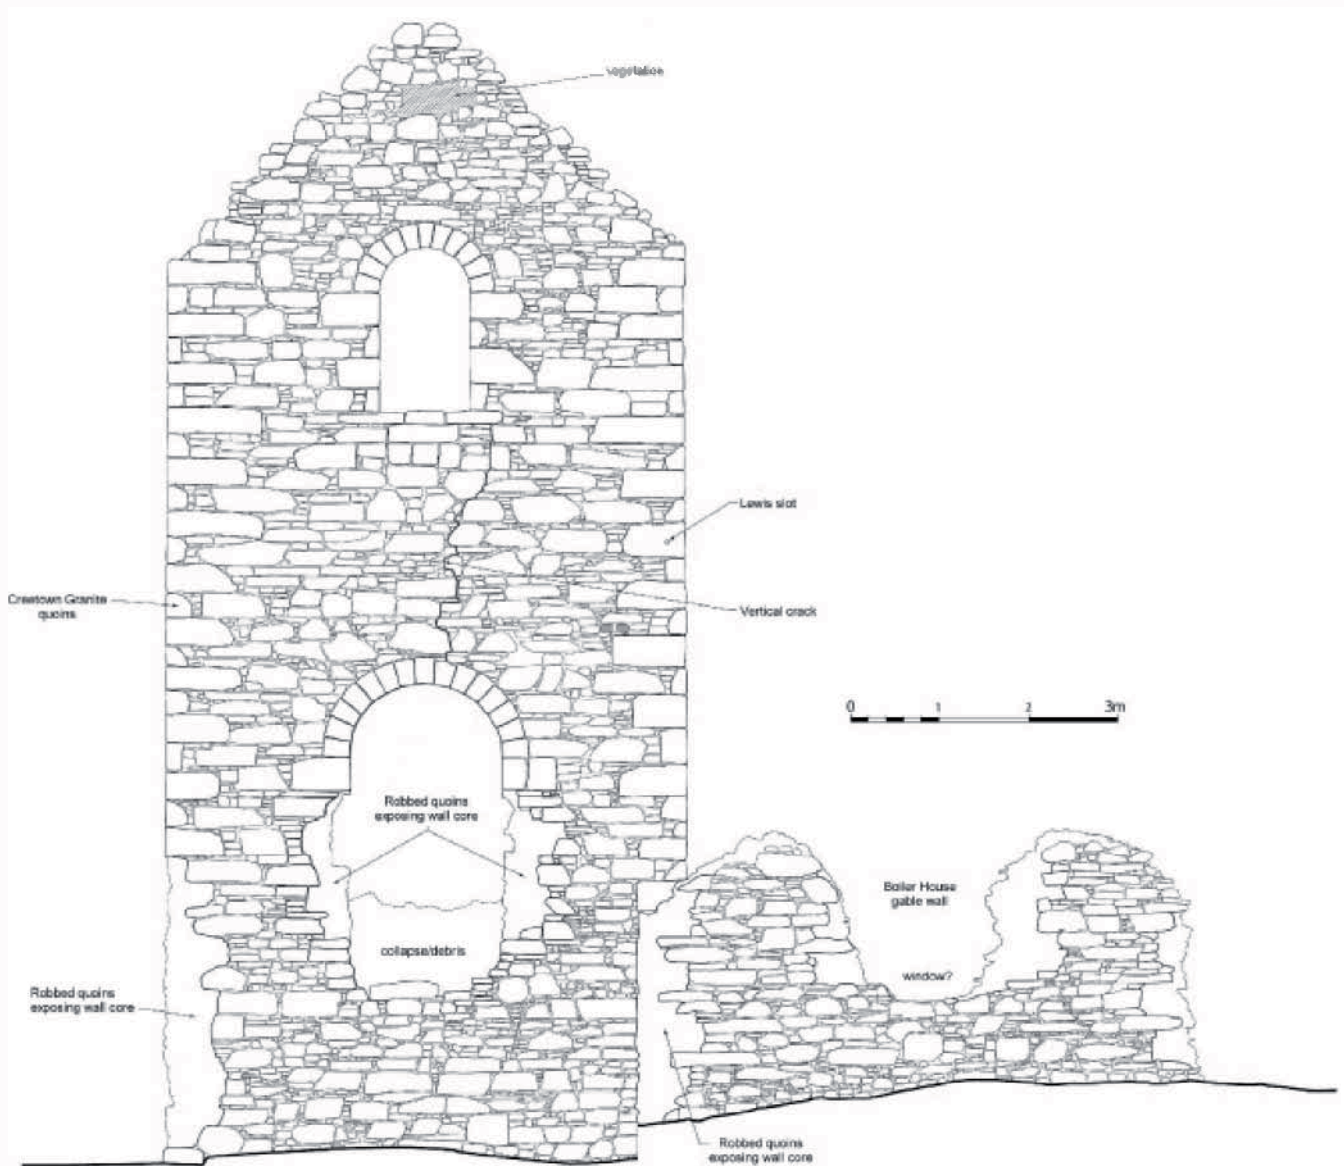 vegetation
Lewis slot
Creetown Granite
quoins
Vertical crack
0 1 2 3m
Robbed quoins
exposing wall core
Boiler House
gable wall
collapse/debris
window?
Robbed quoins
exposing wall core
Robbed quoins
exposing wall core